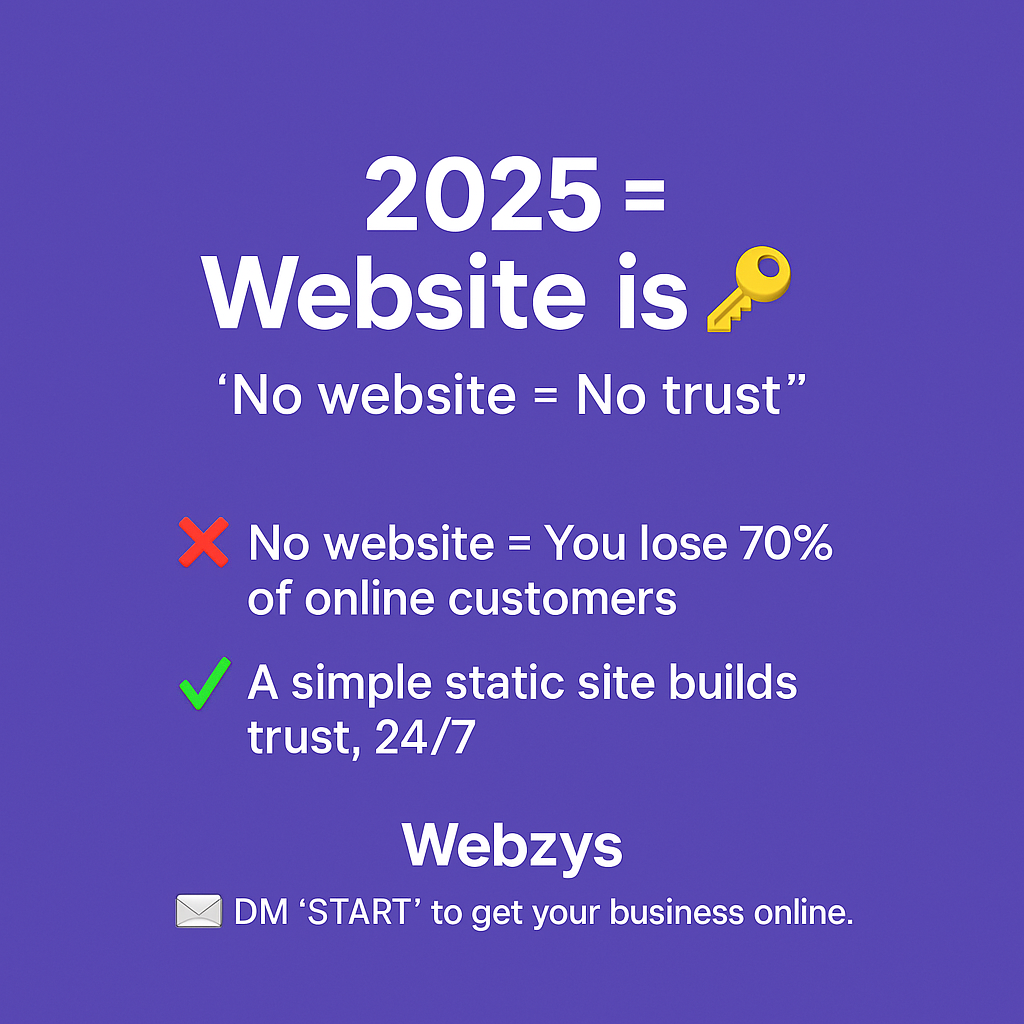 2025 =
Website is 🔑
‘No website = No trust”
❌ No website = You lose 70%
of online customers
✔ A simple static site builds
trust, 24/7
Webzys
✉ DM ‘START’ to get your business online.